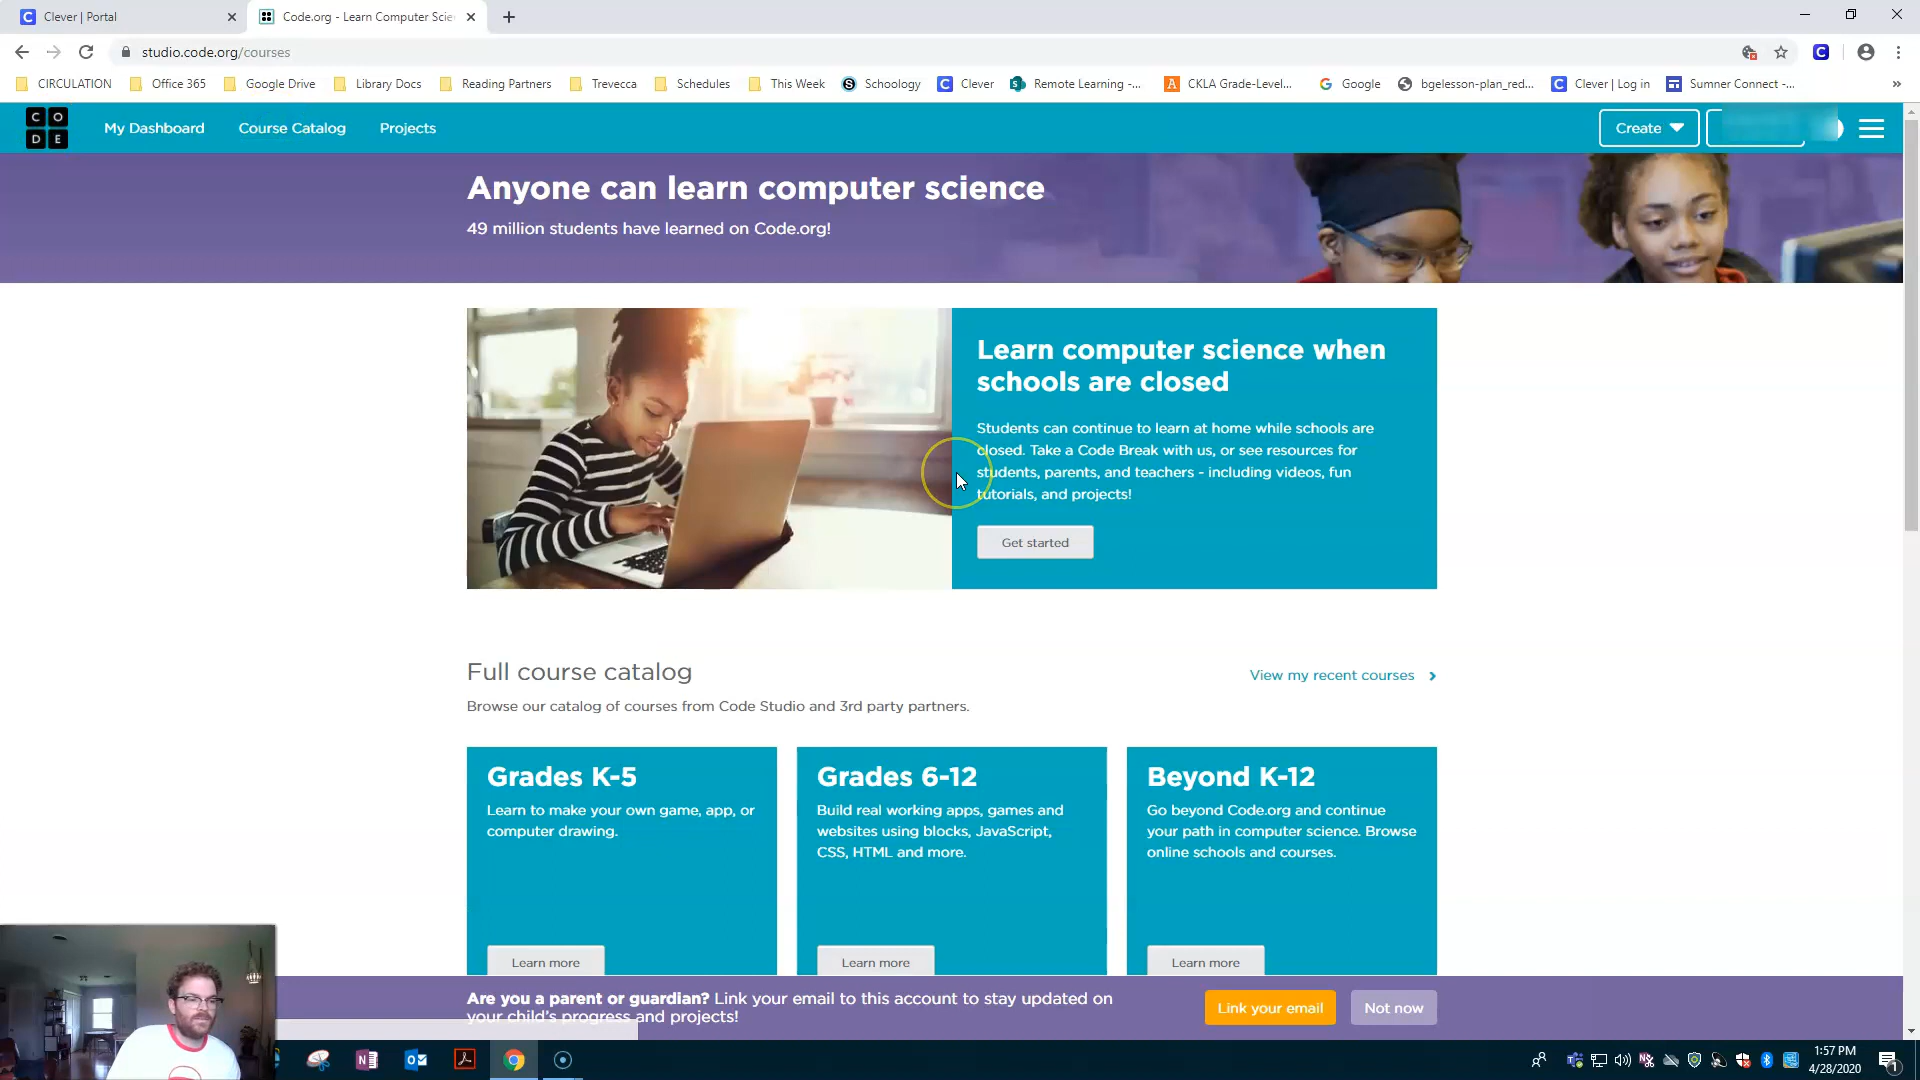 Clever | Portal
Code.org - Learn Computer Scie
studio.code.org/courses
CIRCULATION
Office 365
Google Drive
Library Docs
Reading Partners
Trevecca
Schedules
This Week
Schoology
Clever
Remote Learning -...
CKLA Grade-Level...
Google
bgelesson-plan_red...
Clever | Log in
Sumner Connect -...
CODE
My Dashboard
Course Catalog
Projects
Create
Anyone can learn computer science
49 million students have learned on Code.org!
Learn computer science when
schools are closed
Students can continue to learn at home while schools are
closed. Take a Code Break with us, or see resources for
students, parents, and teachers - including videos, fun
tutorials, and projects!
Get started
Full course catalog
View my recent courses
Browse our catalog of courses from Code Studio and 3rd party partners.
Grades K-5
Learn to make your own game, app, or
computer drawing.
Learn more
Grades 6-12
Build real working apps, games and
websites using blocks, JavaScript,
CSS, HTML and more.
Learn more
Beyond K-12
Go beyond Code.org and continue
your path in computer science. Browse
online schools and courses.
Learn more
Are you a parent or guardian? Link your email to this account to stay updated on
your child's progress and projects!
Link your email
Not now
1:57 PM
4/28/2020